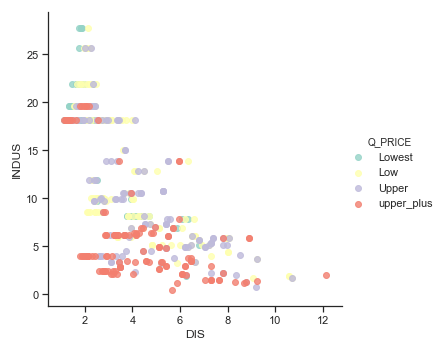 25
20
15
10
5
0
INDUS
2
4
6
8
10
12
DIS
Q_PRICE
Lowest
Low
Upper
upper_plus